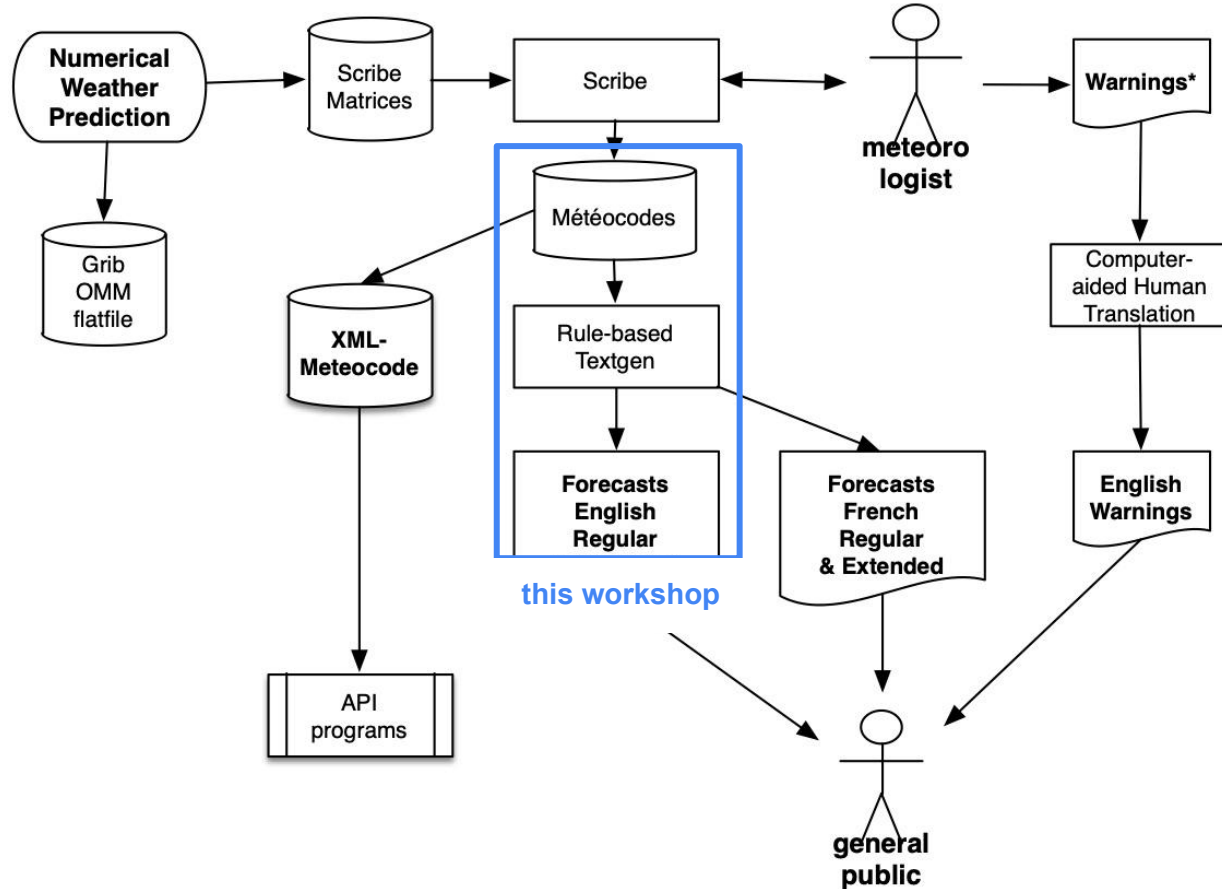 Numerical
Weather
Prediction
Scribe
Matrices
Scribe
meteoro
logist
Warnings*
Grib
OMM
flatfile
Météocodes
XML-
Meteocode
Rule-based
Textgen
Computer-
aided Human
Translation
Forecasts
English
Regular
Forecasts
French
Regular
& Extended
English
Warnings
this workshop
API
programs
general
public